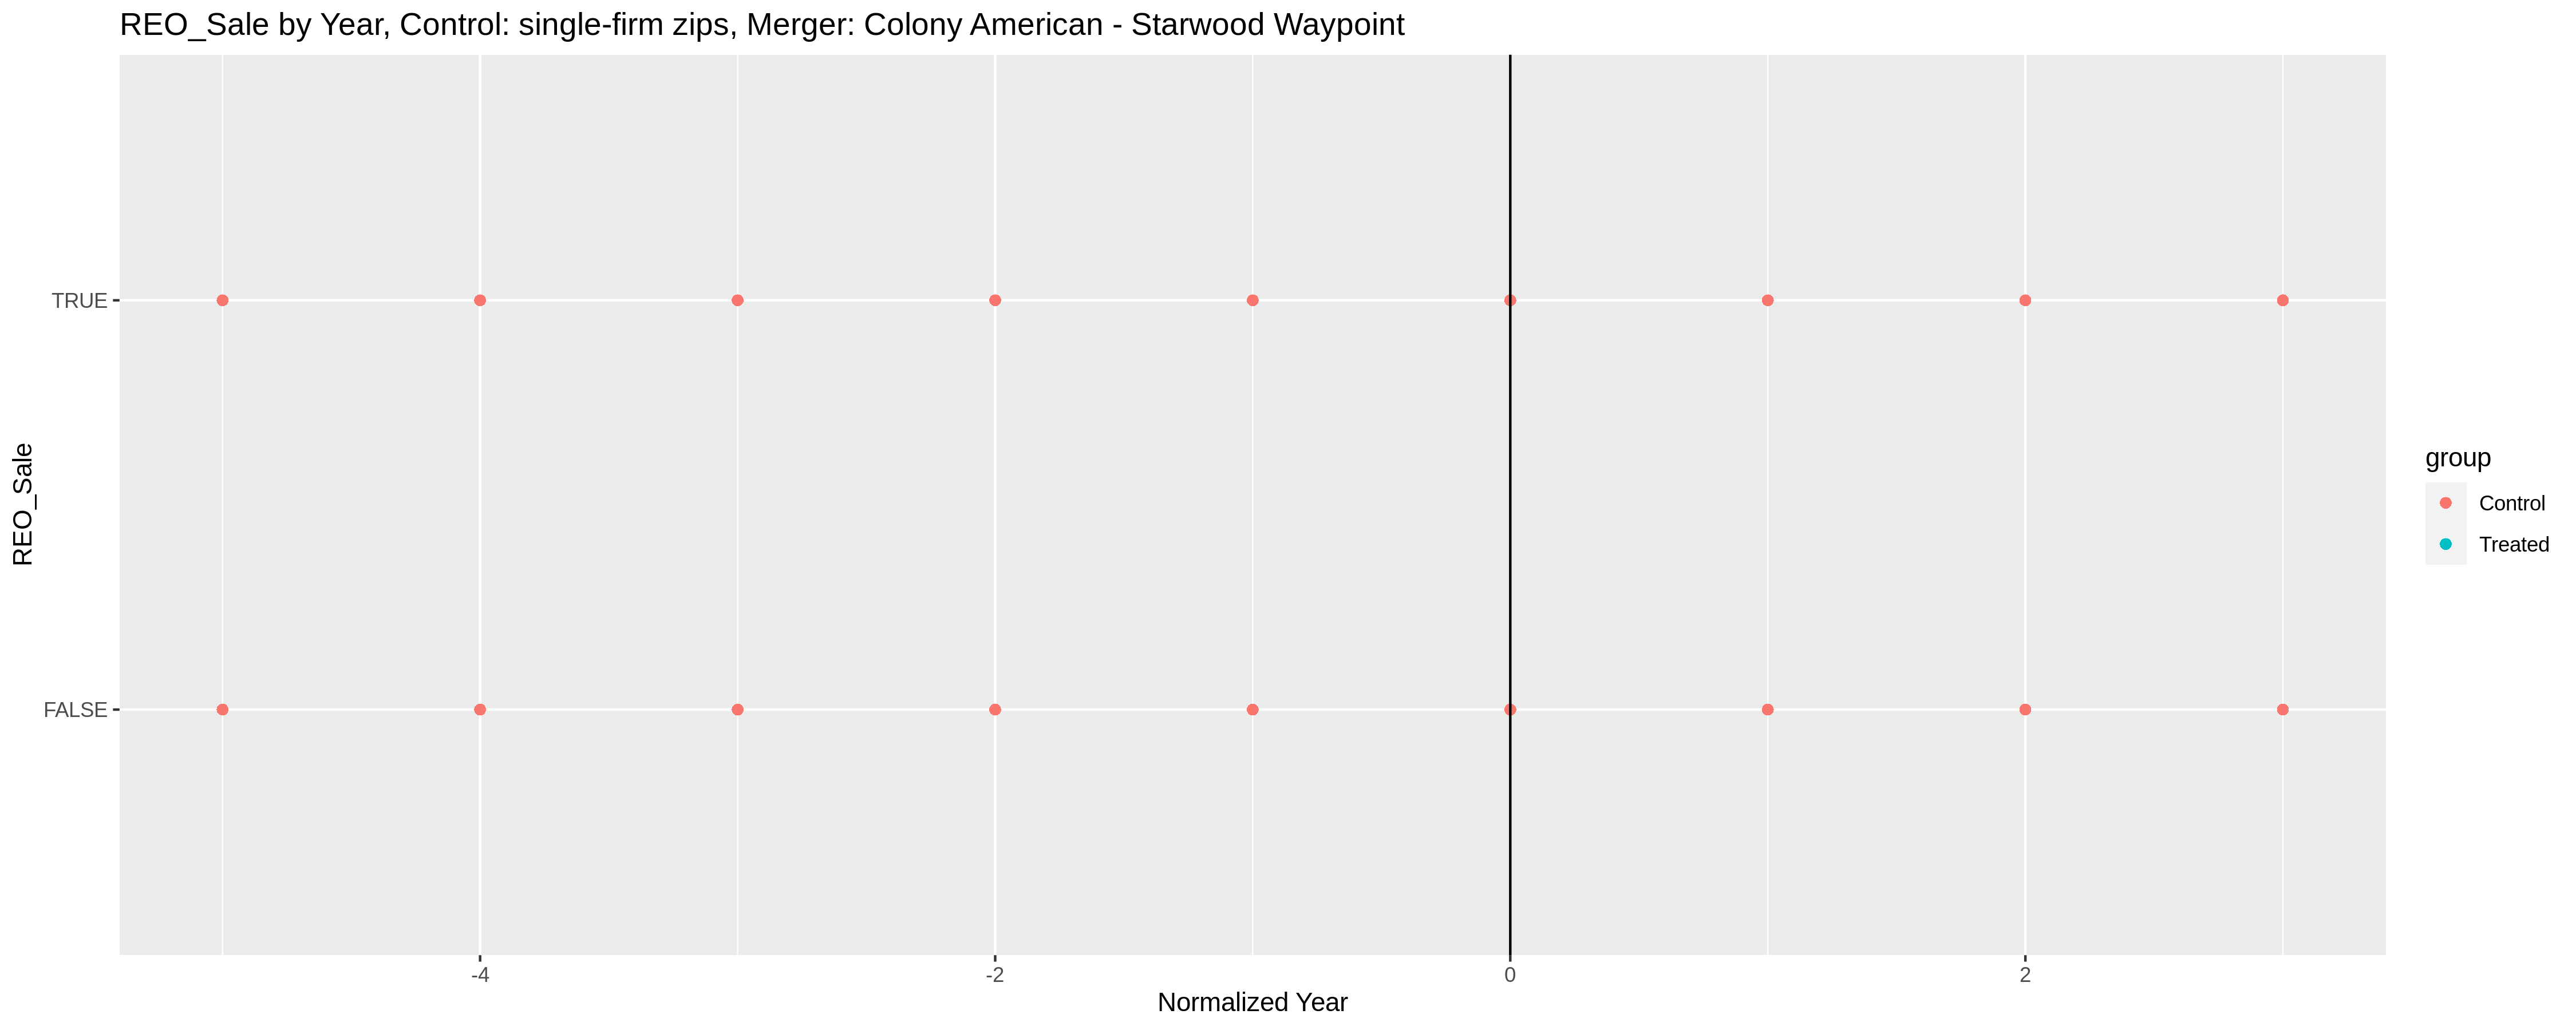 REO_Sale by Year, Control: single-firm zips, Merger: Colony American - Starwood Waypoint
REO_Sale
TRUE
FALSE
-4
-2
0
2
Normalized Year
group
Control
Treated